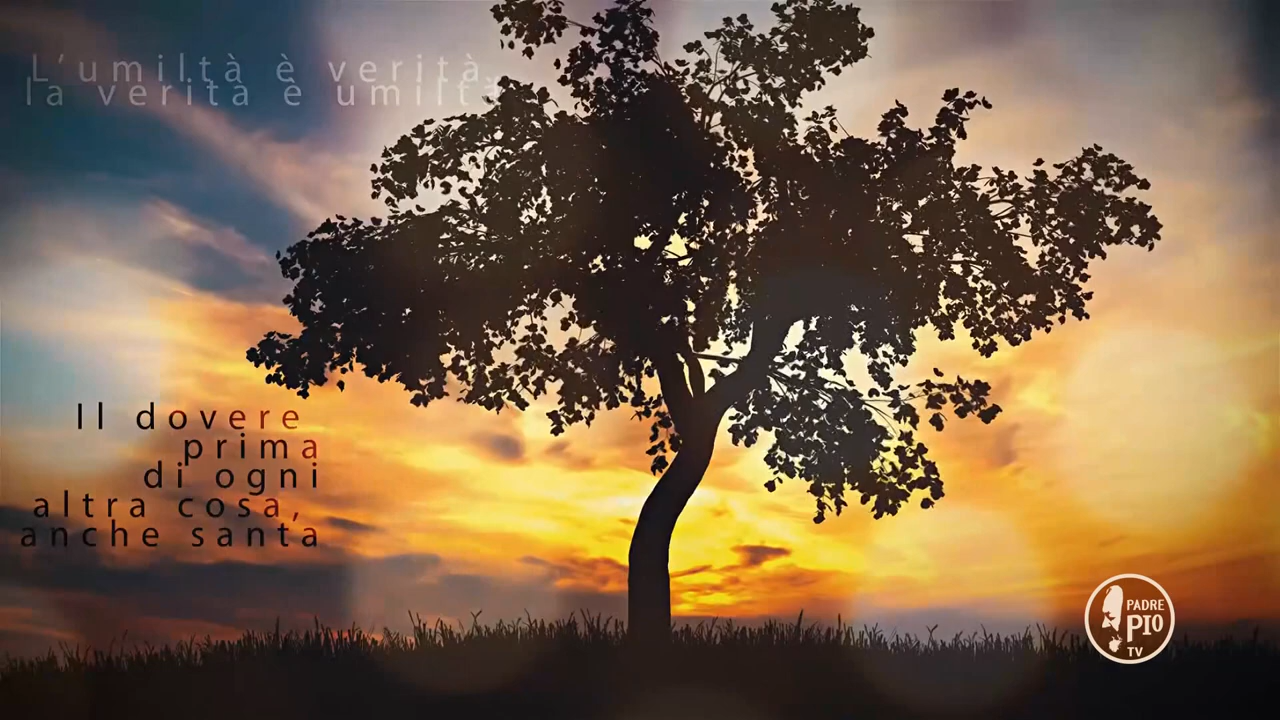 L'umiltà è verità,
la verità è umiltà
Il dovere
prima
di ogni
altra cosa,
anche santa
PADRE
PIO
TV